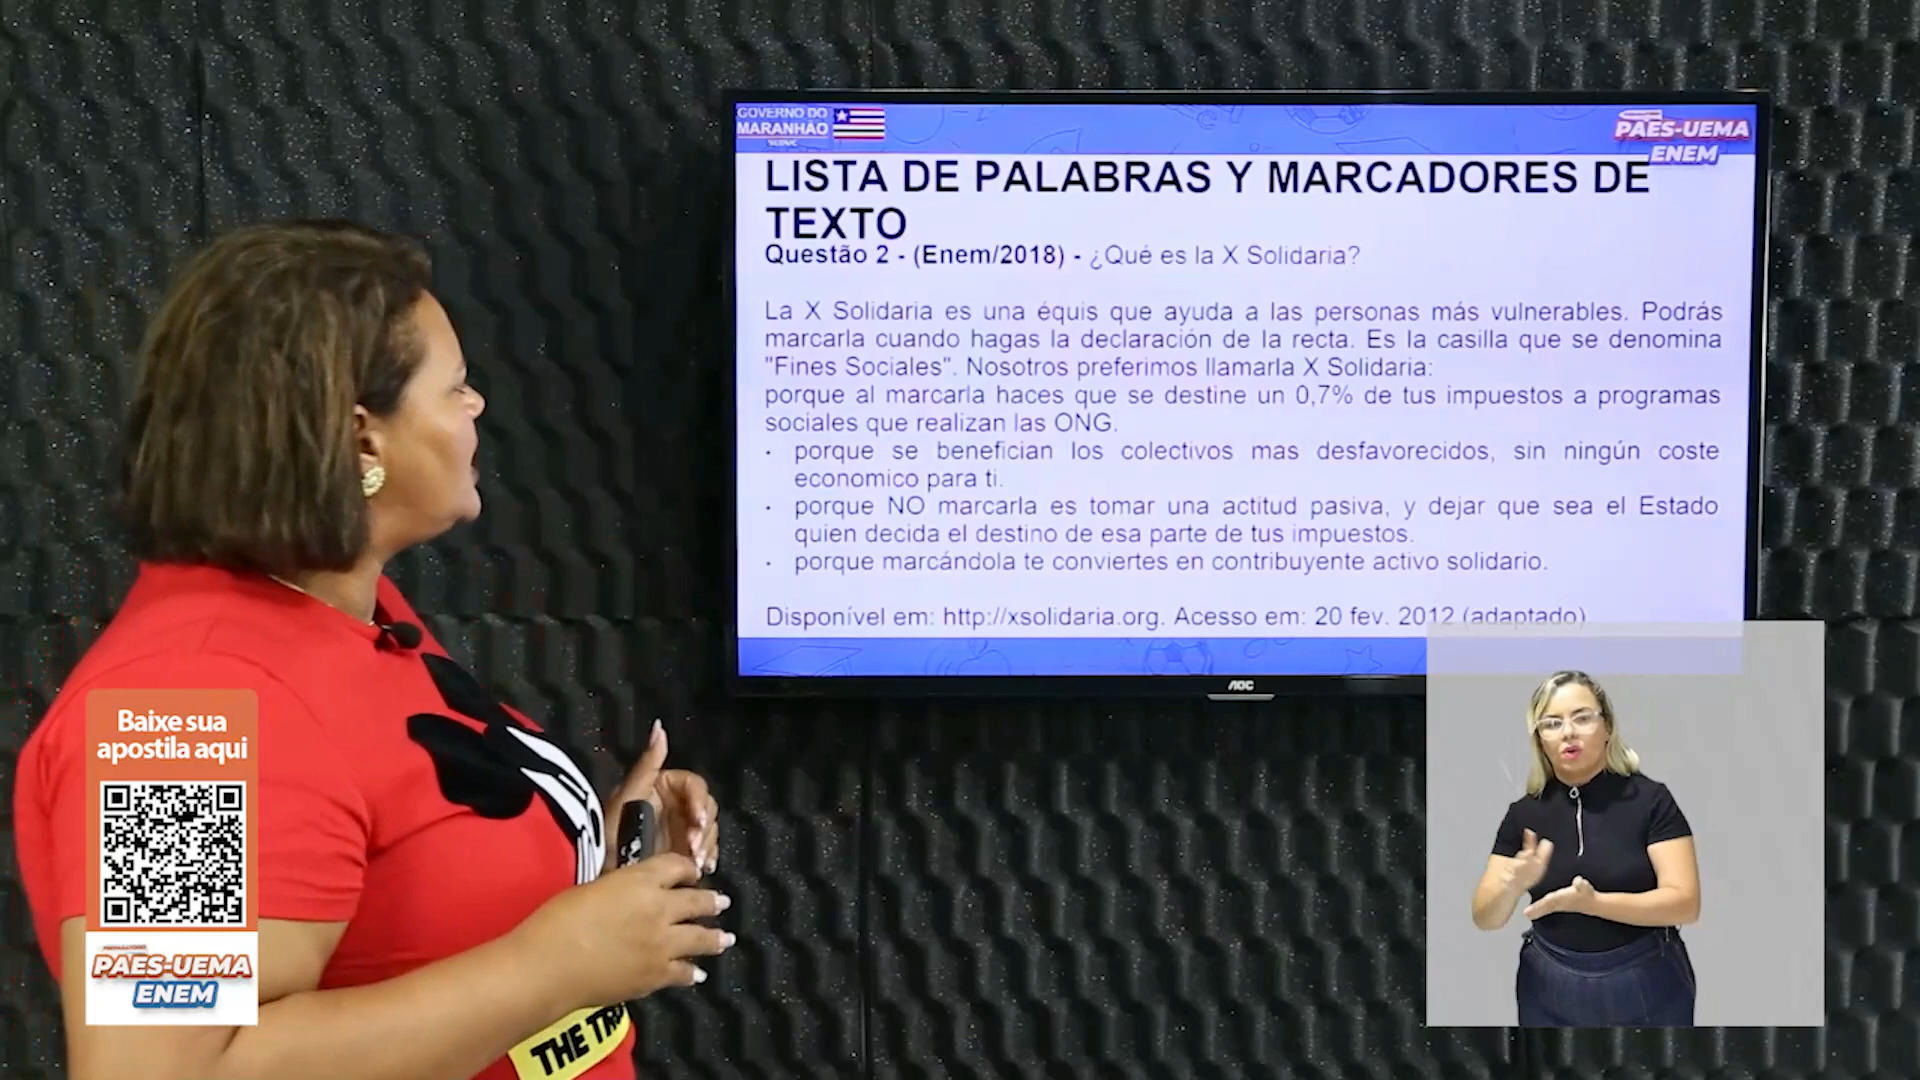 GOVERNO DO
MARANHÃO
SEDUC
PAES-UEMA
ENEM
LISTA DE PALABRAS Y MARCADORES DE
TEXTO
Questão 2 - (Enem/2018) - ¿Qué es la X Solidaria?
La X Solidaria es una équis que ayuda a las personas más vulnerables. Podrás
marcarla cuando hagas la declaración de la recta. Es la casilla que se denomina
"Fines Sociales". Nosotros preferimos llamarla X Solidaria:
porque al marcarla haces que se destine un 0,7% de tus impuestos a programas
sociales que realizan las ONG.
· porque se benefician los colectivos mas desfavorecidos, sin ningún coste
economico para ti.
· porque NO marcarla es tomar una actitud pasiva, y dejar que sea el Estado
quien decida el destino de esa parte de tus impuestos.
· porque marcándola te conviertes en contribuyente activo solidario.
Disponível em: http://xsolidaria.org. Acesso em: 20 fev. 2012 (adaptado)
AOC
Baixe sua
apostila aqui
PREPARATÓRIO
PAES-UEMA
ENEM
THE TR